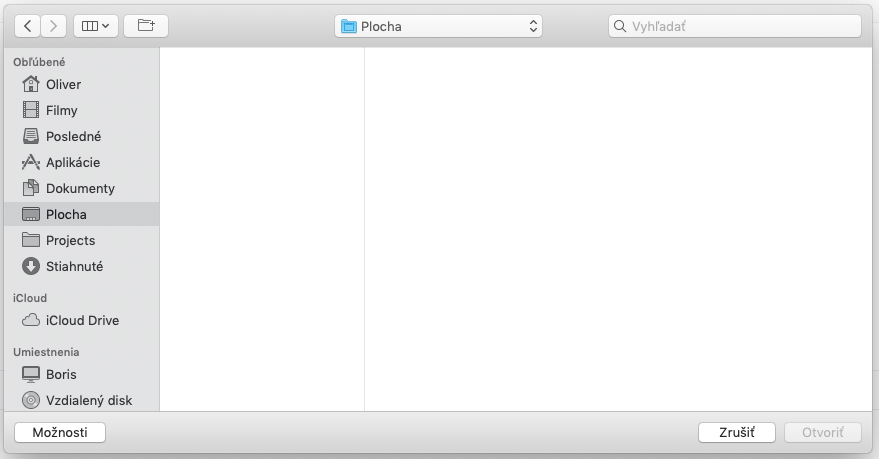 Plocha
Vyhľadať
Obľúbené
Oliver
Filmy
Posledné
Aplikácie
Dokumenty
Plocha
Projects
Stiahnuté
iCloud
iCloud Drive
Umiestnenia
Boris
Vzdialený disk
Možnosti
Zrušiť
Otvoriť